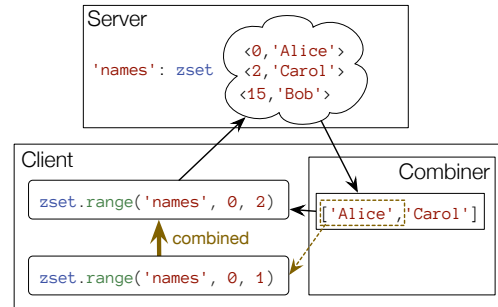 Server
<0,'Alice'>
'names': zset <2,'Carol'>
<15,'Bob'>
Client
Combiner
zset.range('names', 0, 2)
['Alice','Carol']
combined
zset.range('names', 0, 1)